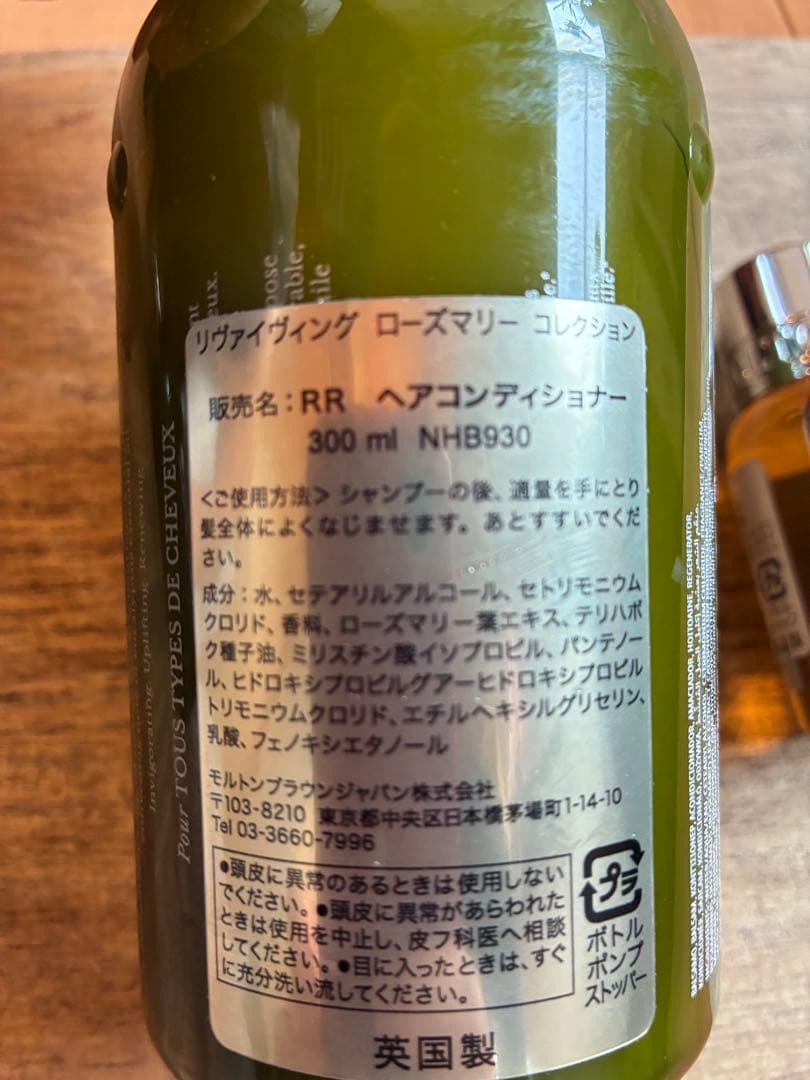 リヴァイヴィング ローズマリー コレクション
販売名：RR ヘアコンディショナー
300 ml NHB930
<ご使用方法> シャンプーの後、適量を手にとり
髪全体によくなじませます。あとすすいでくだ
さい。
成分：水、セテアリルアルコール、セトリモニウム
クロリド、香料、ローズマリー葉エキス、テリハボ
ク種子油、ミリスチン酸イソプロピル、パンテノー
ル、ヒドロキシプロピルグアーヒドロキシプロピル
トリモニウムクロリド、エチルヘキシルグリセリン、
乳酸、フェノキシエタノール
モルトンブラウンジャパン株式会社
〒103-8210 東京都中央区日本橋茅場町1-14-10
Tel 03-3660-7996
●頭皮に異常のあるときは使用しない
でください。●頭皮に異常があらわれた
ときは使用を中止し、皮フ科医へ相談
してください。●目に入ったときは、すぐ
に充分洗い流してください。
プラ
ボトル
ポンプ
ストッパー
英国製
Pour TOUS TYPES DE CHEVEUX
Invigorating Uplifting Renewing